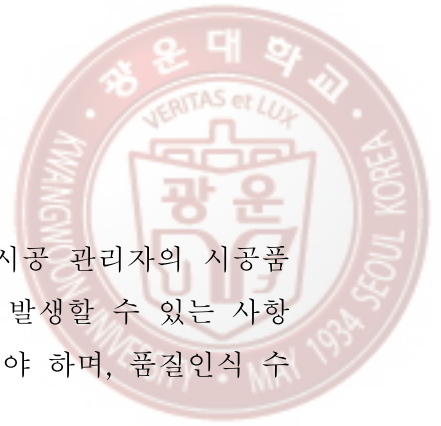 광운대학교
VERITAS et LUX
광운
KWANGWOON UNIVERSITY • MAY 1934 SEOUL KOREA
시공 관리자의 시공품
발생할 수 있는 사항
야 하며, 품질인식 수